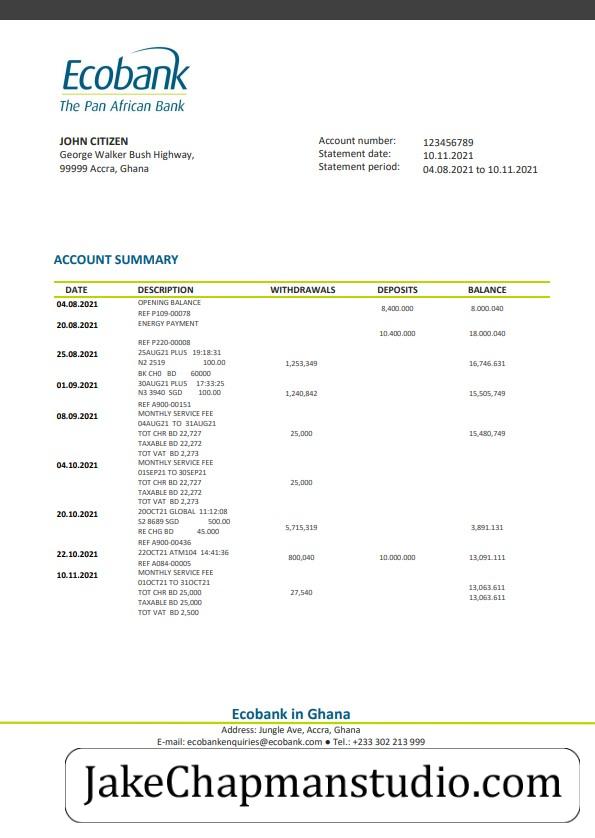 Ecobank
The Pan African Bank
JOHN CITIZEN
George Walker Bush Highway,
99999 Accra, Ghana
Account number: 123456789
Statement date: 10.11.2021
Statement period: 04.08.2021 to 10.11.2021
ACCOUNT SUMMARY
DATE DESCRIPTION WITHDRAWALS DEPOSITS BALANCE
04.08.2021 OPENING BALANCE
8,400.000 8.000.040
REF P109-00078
20.08.2021 ENERGY PAYMENT
10.400.000 18.000.040
REF P220-00008
25.08.2021 25AUG21 PLUS 19:18:31
N2 2519 100.00 1,253,349 16,746.631
BK CH0 BD 60000
01.09.2021 30AUG21 PLUS 17:33:25
N3 3940 SGD 100.00 1,240,842 15,505,749
REF A900-00151
08.09.2021 MONTHLY SERVICE FEE
04AUG21 TO 31AUG21
TOT CHR BD 22,727 25,000 15,480,749
TAXABLE BD 22,272
TOT VAT BD 2,273
04.10.2021 MONTHLY SERVICE FEE
01SEP21 TO 30SEP21
TOT CHR BD 22,727 25,000
TAXABLE BD 22,272
TOT VAT BD 2,273
20.10.2021 20OCT21 GLOBAL 11:12:08
S2 8689 SGD 500.00
5,715,319 3,891.131
RE CHG BD 45.000
REF A900-00436
22.10.2021 22OCT21 ATM104 14:41:36
800,040 10.000.000 13,091.111
REF A084-00005
10.11.2021 MONTHLY SERVICE FEE
01OCT21 TO 31OCT21
13,063.611
TOT CHR BD 25,000 27,540
13,063.611
TAXABLE BD 25,000
TOT VAT BD 2,500
Ecobank in Ghana
Address: Jungle Ave, Accra, Ghana
E-mail: ecobankenquiries@ecobank.com ● Tel.: +233 302 213 999
JakeChapmanstudio.com